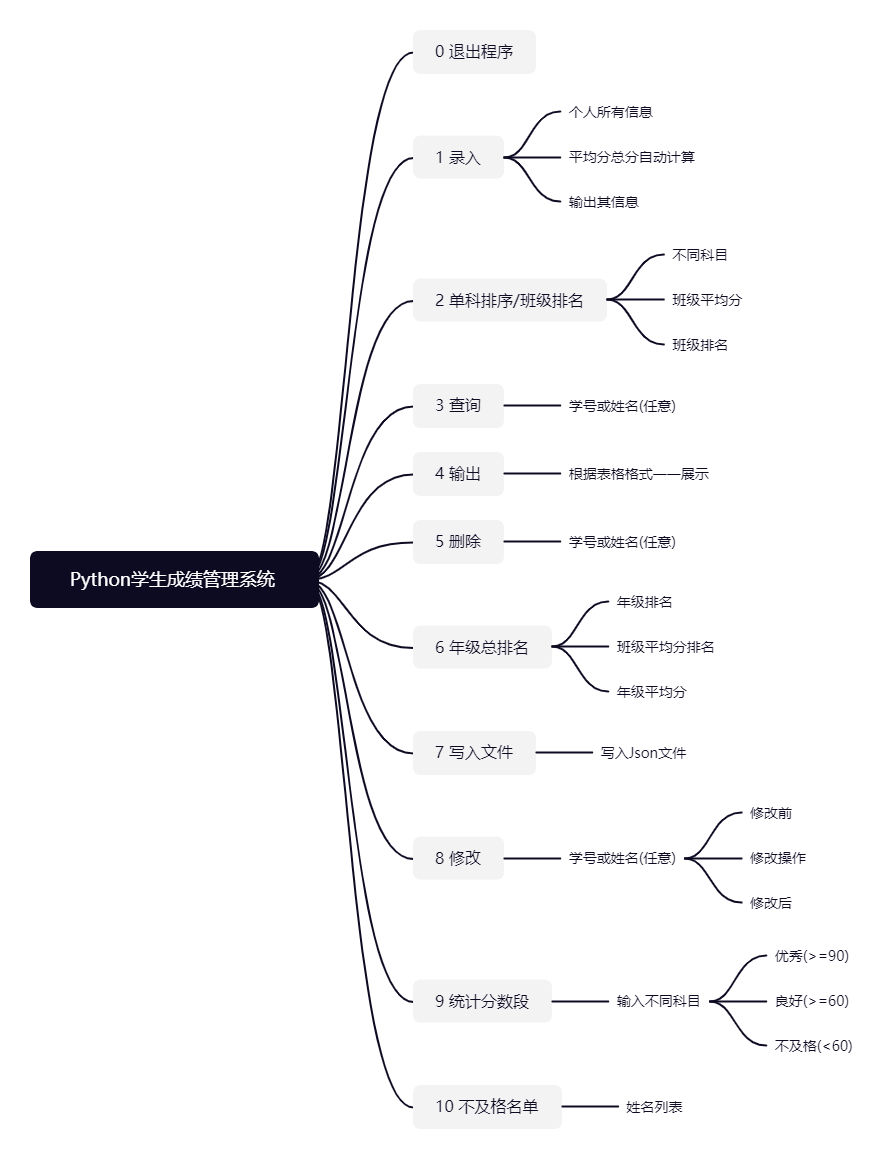 0 退出程序
1 录入
个人所有信息
平均分总分自动计算
输出其信息
2 单科排序/班级排名
不同科目
班级平均分
班级排名
3 查询
学号或姓名(任意)
4 输出
根据表格格式一一展示
5 删除
学号或姓名(任意)
Python学生成绩管理系统
6 年级总排名
年级排名
班级平均分排名
年级平均分
7 写入文件
写入Json文件
8 修改
学号或姓名(任意)
修改前
修改操作
修改后
9 统计分数段
输入不同科目
优秀(>=90)
良好(>=60)
不及格(<60)
10 不及格名单
姓名列表